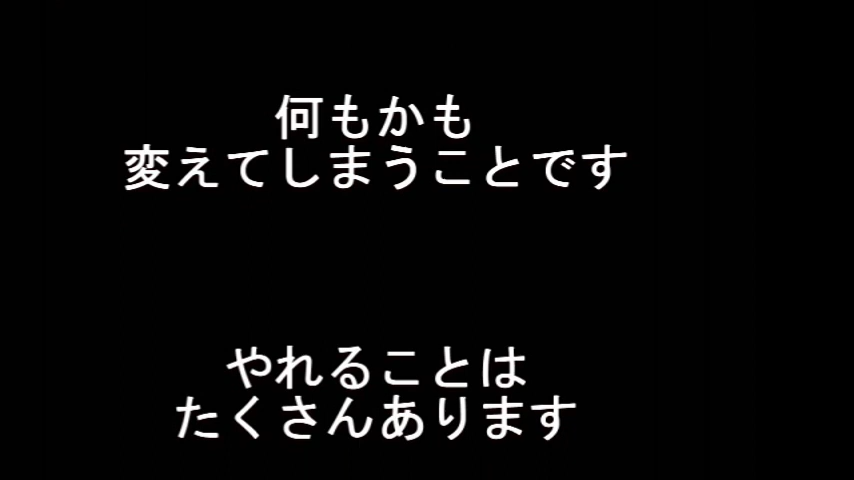 何もかも
変えてしまうことです
やれることは
たくさんあります